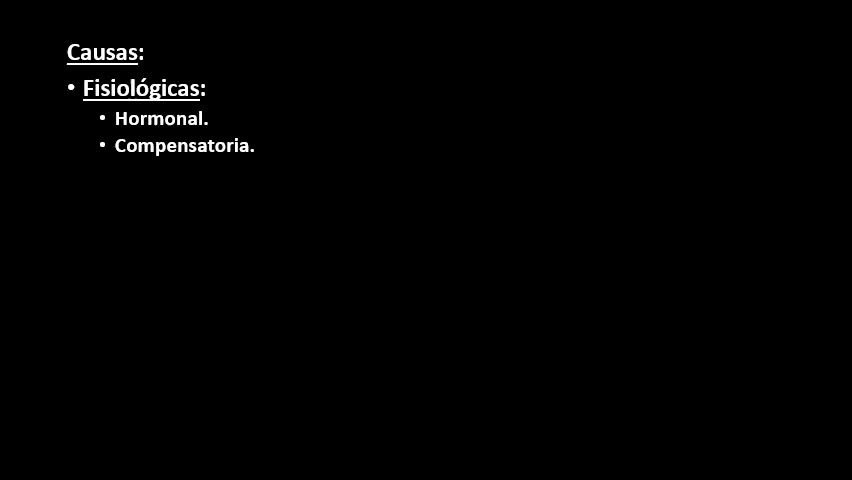 Causas:
• Fisiológicas:
• Hormonal.
• Compensatoria.